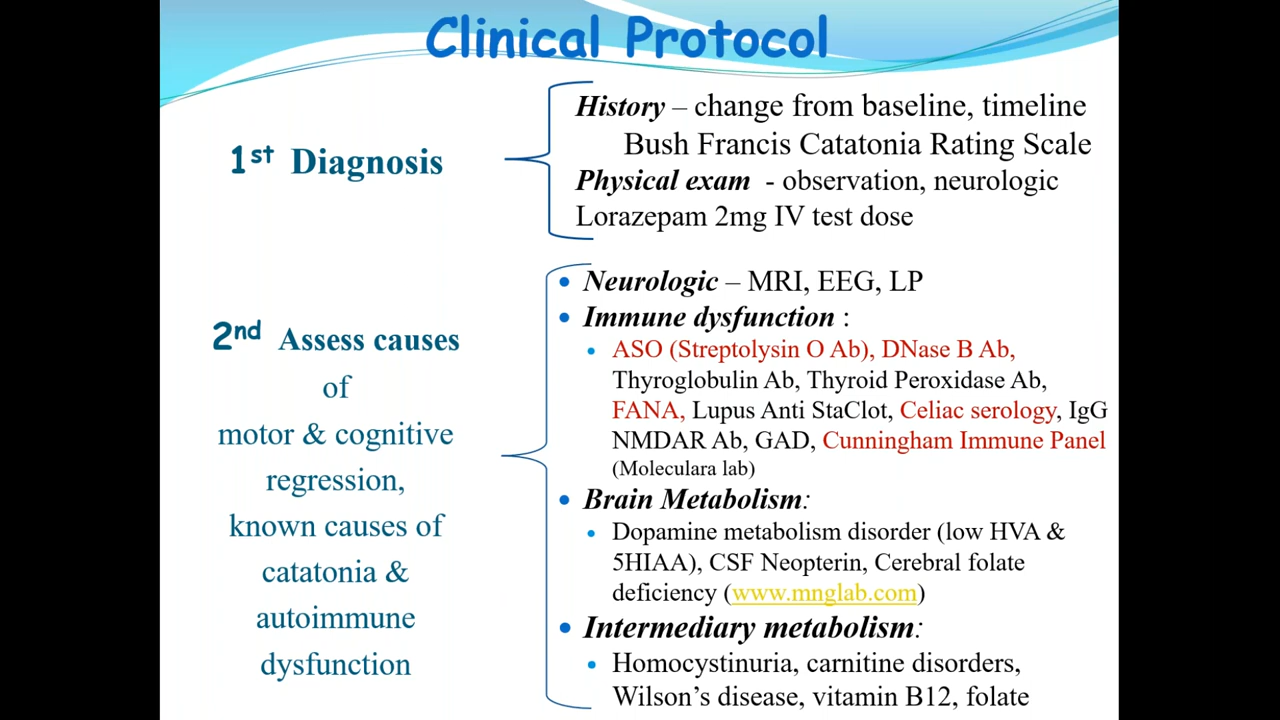 Clinical Protocol
1st Diagnosis
History – change from baseline, timeline
Bush Francis Catatonia Rating Scale
Physical exam - observation, neurologic
Lorazepam 2mg IV test dose
2nd Assess causes
of
motor & cognitive
regression,
known causes of
catatonia &
autoimmune
dysfunction
• Neurologic – MRI, EEG, LP
• Immune dysfunction :
• ASO (Streptolysin O Ab), DNase B Ab,
Thyroglobulin Ab, Thyroid Peroxidase Ab,
FANA, Lupus Anti StaClot, Celiac serology, IgG
NMDAR Ab, GAD, Cunningham Immune Panel
(Moleculara lab)
• Brain Metabolism:
• Dopamine metabolism disorder (low HVA &
5HIAA), CSF Neopterin, Cerebral folate
deficiency (www.mnglab.com)
• Intermediary metabolism:
• Homocystinuria, carnitine disorders,
Wilson's disease, vitamin B12, folate